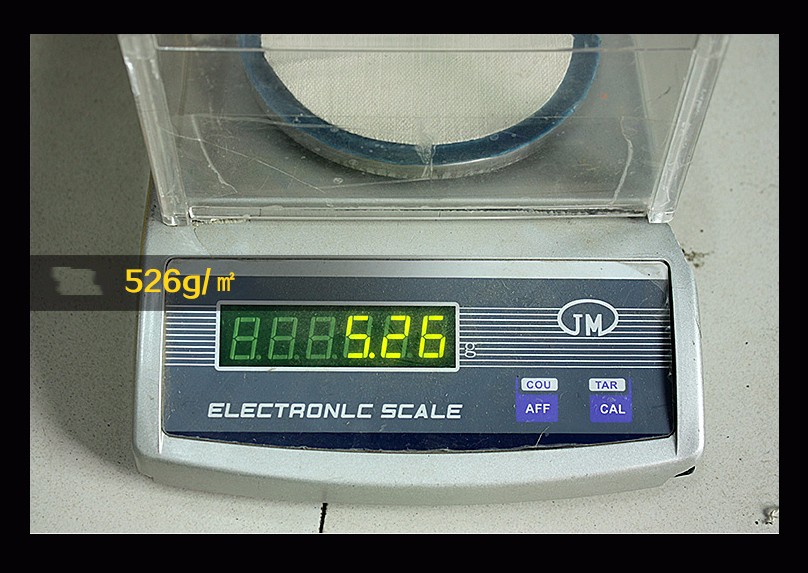 526g/㎡
5.26 g
JM
COU TAR
AFF CAL
ELECTRONLC SCALE